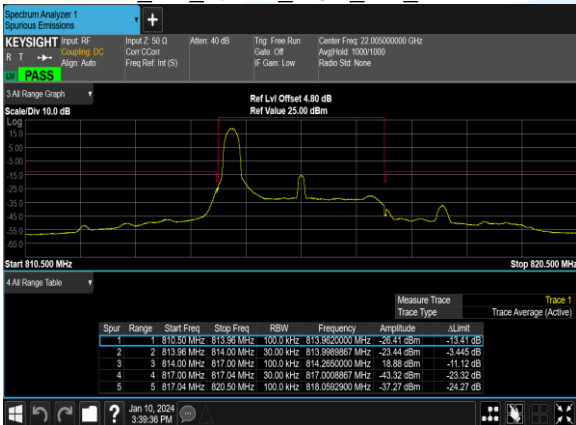 Spectrum Analyzer 1
Spurious Emissions
KEYSIGHT Input: RF Input Z: 50 Ω Atten: 40 dB Trig: Free Run Center Freq: 22.005000000 GHz
R T Coupling: DC Corr CCorr Gate: Off Avg|Hold: 1000/1000
Align: Auto Freq Ref: Int (S) IF Gain: Low Radio Std: None
PASS
3 All Range Graph Ref Lvl Offset 4.80 dB
Scale/Div 10.0 dB Ref Value 25.00 dBm
Log
15.0
5.00
-5.00
-15.0
-25.0
-35.0
-45.0
-55.0
-65.0
Start 810.500 MHz Stop 820.500 MHz
4 All Range Table
Measure Trace Trace 1
Trace Type Trace Average (Active)
Spur Range Start Freq Stop Freq RBW Frequency Amplitude ΔLimit
1 1 810.50 MHz 813.96 MHz 100.0 kHz 813.9620000 MHz -26.41 dBm -13.41 dB
2 2 813.96 MHz 814.00 MHz 30.00 kHz 813.9989867 MHz -23.44 dBm -3.445 dB
3 3 814.00 MHz 817.00 MHz 100.0 kHz 814.2650000 MHz 18.88 dBm -11.12 dB
4 4 817.00 MHz 817.04 MHz 30.00 kHz 817.0008867 MHz -43.32 dBm -23.32 dB
5 5 817.04 MHz 820.50 MHz 100.0 kHz 818.0592900 MHz -37.27 dBm -24.27 dB
Jan 10, 2024
3:39:36 PM